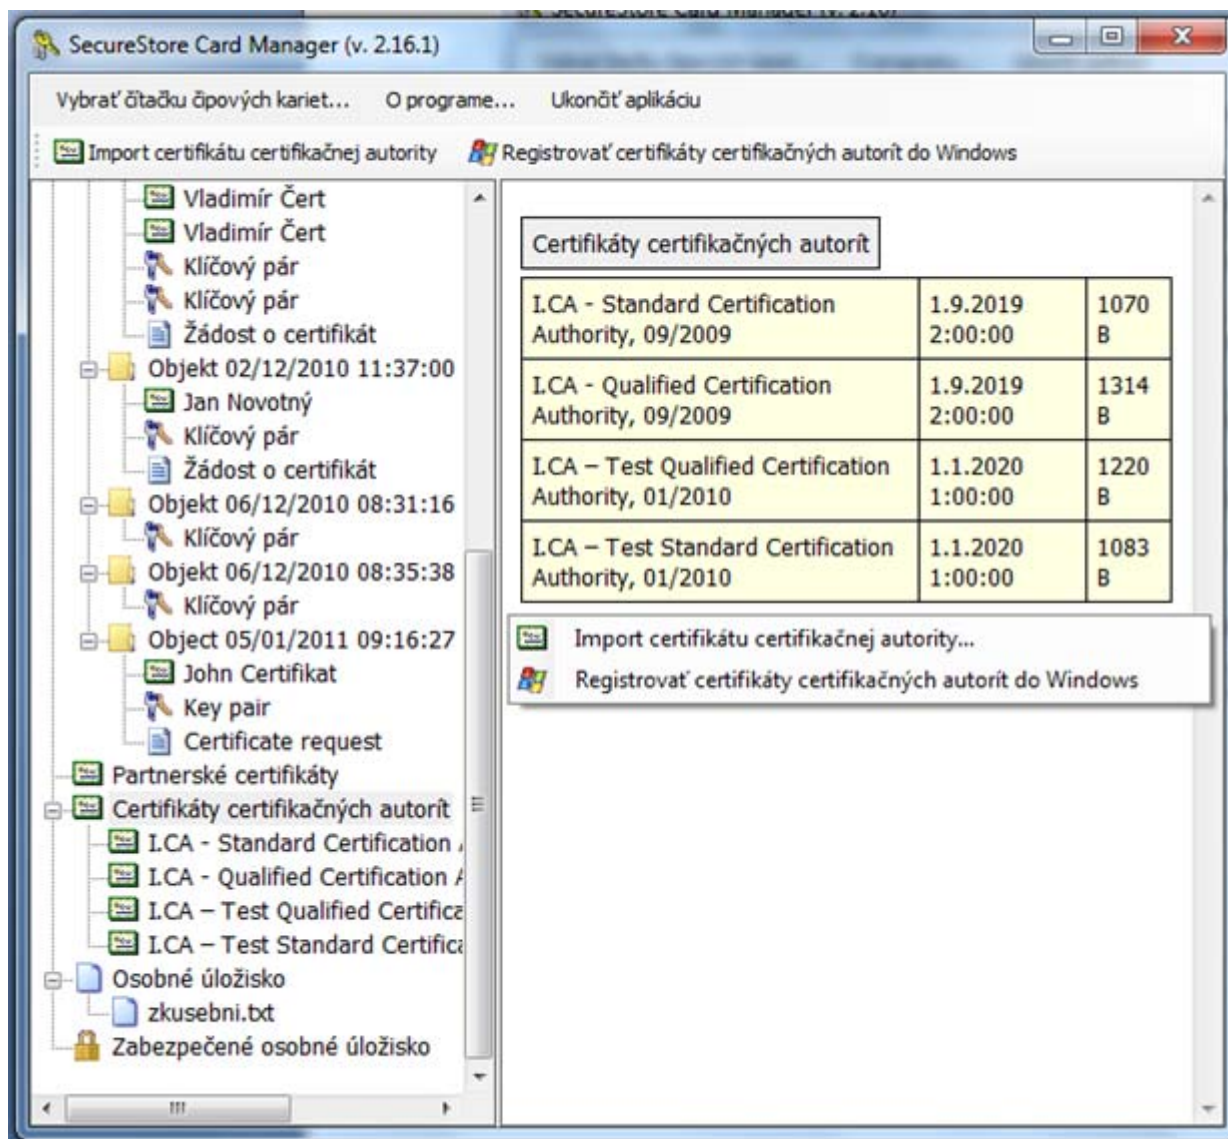 SecureStore Card Manager (v. 2.16)
SecureStore Card Manager (v. 2.16.1)
Vybrať čítačku čipových kariet... O programe... Ukončiť aplikáciu
Import certifikátu certifikačnej autority Registrovať certifikáty certifikačných autorít do Windows
Vladimír Čert
Vladimír Čert
Klíčový pár
Klíčový pár
Žádost o certifikát
Objekt 02/12/2010 11:37:00
Jan Novotný
Klíčový pár
Žádost o certifikát
Objekt 06/12/2010 08:31:16
Klíčový pár
Objekt 06/12/2010 08:35:38
Klíčový pár
Object 05/01/2011 09:16:27
John Certifikat
Key pair
Certificate request
Partnerské certifikáty
Certifikáty certifikačných autorít
I.CA - Standard Certification
I.CA - Qualified Certification
I.CA – Test Qualified Certifica
I.CA – Test Standard Certific
Osobné úložisko
zkusebni.txt
Zabezpečené osobné úložisko
Certifikáty certifikačných autorít
I.CA - Standard Certification 1.9.2019 1070
Authority, 09/2009 2:00:00 B
I.CA - Qualified Certification 1.9.2019 1314
Authority, 09/2009 2:00:00 B
I.CA – Test Qualified Certification 1.1.2020 1220
Authority, 01/2010 1:00:00 B
I.CA – Test Standard Certification 1.1.2020 1083
Authority, 01/2010 1:00:00 B
Import certifikátu certifikačnej autority...
Registrovať certifikáty certifikačných autorít do Windows